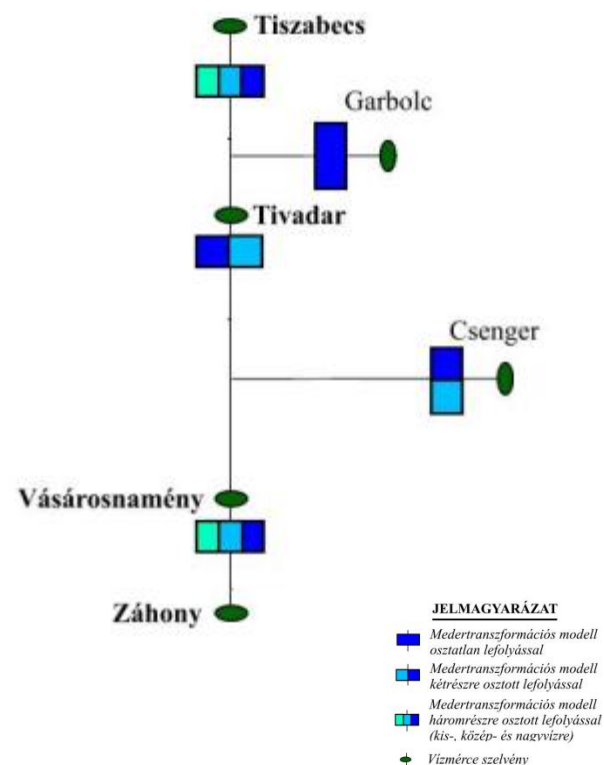 Tiszabecs
Garbolc
Tivadar
Csenger
Vásárosnamény
Záhony
JELMAGYARÁZAT
Medertranszformációs modell
osztatlan lefolyással
Medertranszformációs modell
kétrészre osztott lefolyással
Medertranszformációs modell
háromrészre osztott lefolyással
(kis-, közép- és nagyvízre)
Vízmérce szelvény